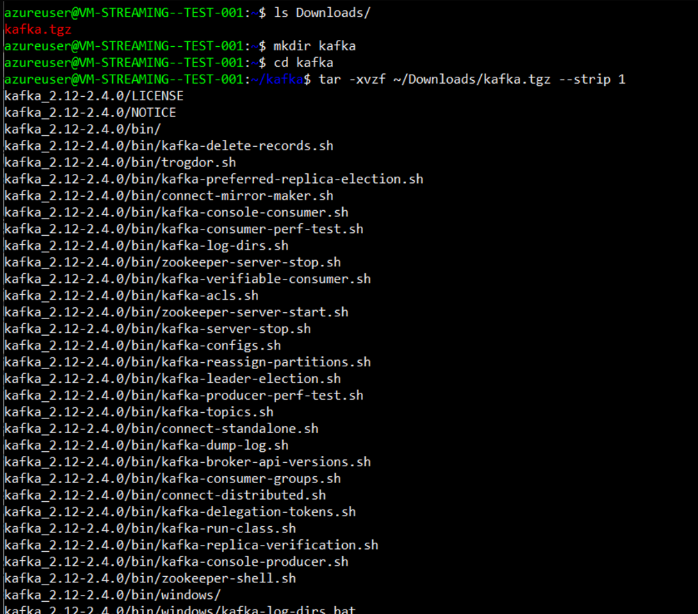 azureuser@VM-STREAMING--TEST-001:~$ ls Downloads/
kafka.tgz
azureuser@VM-STREAMING--TEST-001:~$ mkdir kafka
azureuser@VM-STREAMING--TEST-001:~$ cd kafka
azureuser@VM-STREAMING--TEST-001:~/kafka$ tar -xvzf ~/Downloads/kafka.tgz --strip 1
kafka_2.12-2.4.0/LICENSE
kafka_2.12-2.4.0/NOTICE
kafka_2.12-2.4.0/bin/
kafka_2.12-2.4.0/bin/kafka-delete-records.sh
kafka_2.12-2.4.0/bin/trogdor.sh
kafka_2.12-2.4.0/bin/kafka-preferred-replica-election.sh
kafka_2.12-2.4.0/bin/connect-mirror-maker.sh
kafka_2.12-2.4.0/bin/kafka-console-consumer.sh
kafka_2.12-2.4.0/bin/kafka-consumer-perf-test.sh
kafka_2.12-2.4.0/bin/kafka-log-dirs.sh
kafka_2.12-2.4.0/bin/zookeeper-server-stop.sh
kafka_2.12-2.4.0/bin/kafka-verifiable-consumer.sh
kafka_2.12-2.4.0/bin/kafka-acls.sh
kafka_2.12-2.4.0/bin/zookeeper-server-start.sh
kafka_2.12-2.4.0/bin/kafka-server-stop.sh
kafka_2.12-2.4.0/bin/kafka-configs.sh
kafka_2.12-2.4.0/bin/kafka-reassign-partitions.sh
kafka_2.12-2.4.0/bin/kafka-leader-election.sh
kafka_2.12-2.4.0/bin/kafka-producer-perf-test.sh
kafka_2.12-2.4.0/bin/kafka-topics.sh
kafka_2.12-2.4.0/bin/connect-standalone.sh
kafka_2.12-2.4.0/bin/kafka-dump-log.sh
kafka_2.12-2.4.0/bin/kafka-broker-api-versions.sh
kafka_2.12-2.4.0/bin/kafka-consumer-groups.sh
kafka_2.12-2.4.0/bin/connect-distributed.sh
kafka_2.12-2.4.0/bin/kafka-delegation-tokens.sh
kafka_2.12-2.4.0/bin/kafka-run-class.sh
kafka_2.12-2.4.0/bin/kafka-replica-verification.sh
kafka_2.12-2.4.0/bin/kafka-console-producer.sh
kafka_2.12-2.4.0/bin/zookeeper-shell.sh
kafka_2.12-2.4.0/bin/windows/
kafka_2.12-2.4.0/bin/windows/kafka-log-dirs.bat